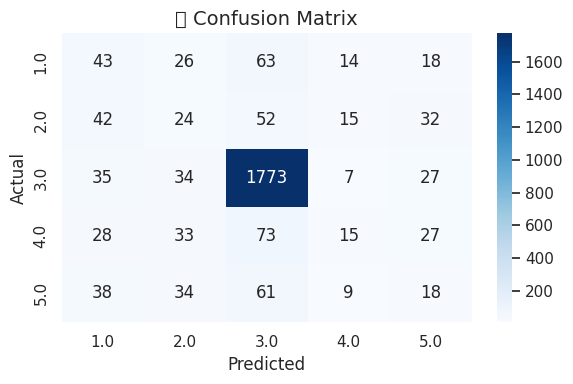 Confusion Matrix
Actual
1.0 43 26 63 14 18
2.0 42 24 52 15 32
3.0 35 34 1773 7 27
4.0 28 33 73 15 27
5.0 38 34 61 9 18
1.0 2.0 3.0 4.0 5.0
Predicted
1600
1400
1200
1000
800
600
400
200